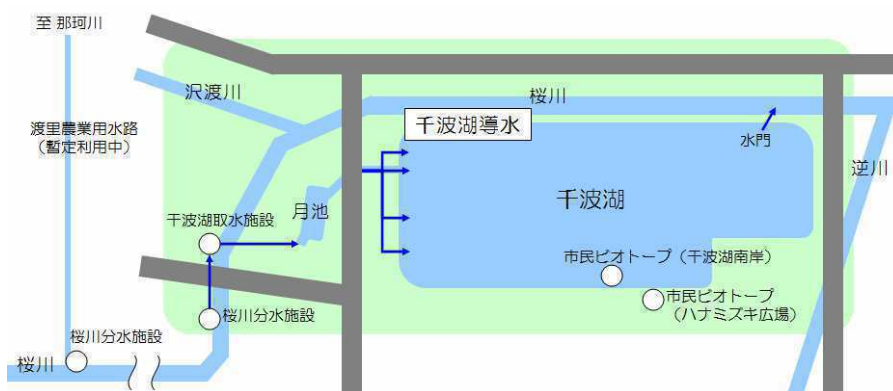 至 那珂川
沢渡川
桜川
千波湖導水
渡里農業用水路
（暫定利用中）
水門
逆川
千波湖
月池
千波湖取水施設
市民ビオトープ（千波湖南岸）
市民ビオトープ
（ハナミズキ広場）
桜川分水施設
桜川分水施設
桜川